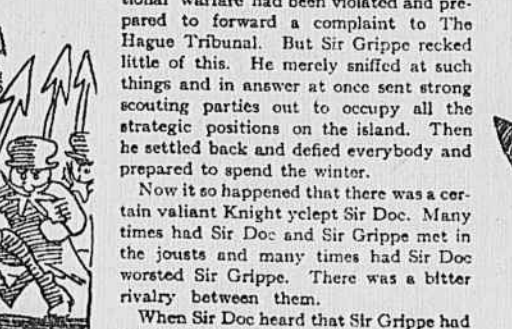 tional warfare had been violated and pre-
pared to forward a complaint to The
Hague Tribunal. But Sir Grippe recked
little of this. He merely sniffed at such
things and in answer at once sent strong
scouting parties out to occupy all the
strategic positions on the island. Then
he settled back and defied everybody and
prepared to spend the winter.
Now it so happened that there was a cer-
tain valiant Knight yclept Sir Doc. Many
times had Sir Doc and Sir Grippe met in
the jousts and many times had Sir Doc
worsted Sir Grippe. There was a bitter
rivalry between them.
When Sir Doc heard that Sir Grippe had